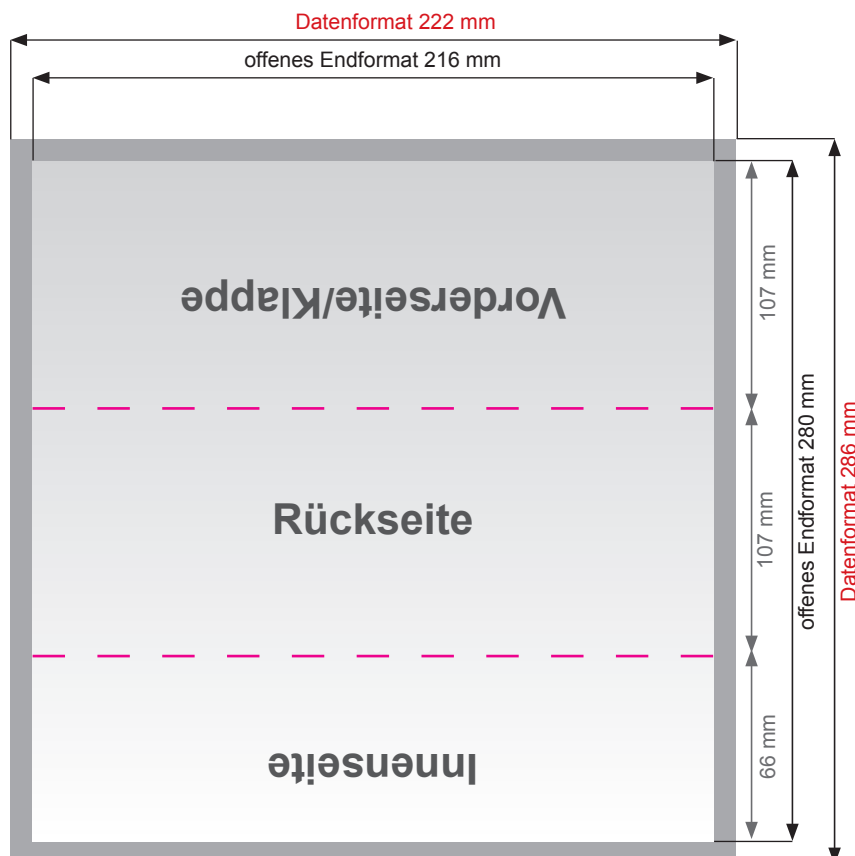 Datenformat 222 mm
offenes Endformat 216 mm
Vorderseite/Klappe
107 mm
Rückseite
107 mm
offenes Endformat 280 mm
Datenformat 286 mm
Innenseite
66 mm